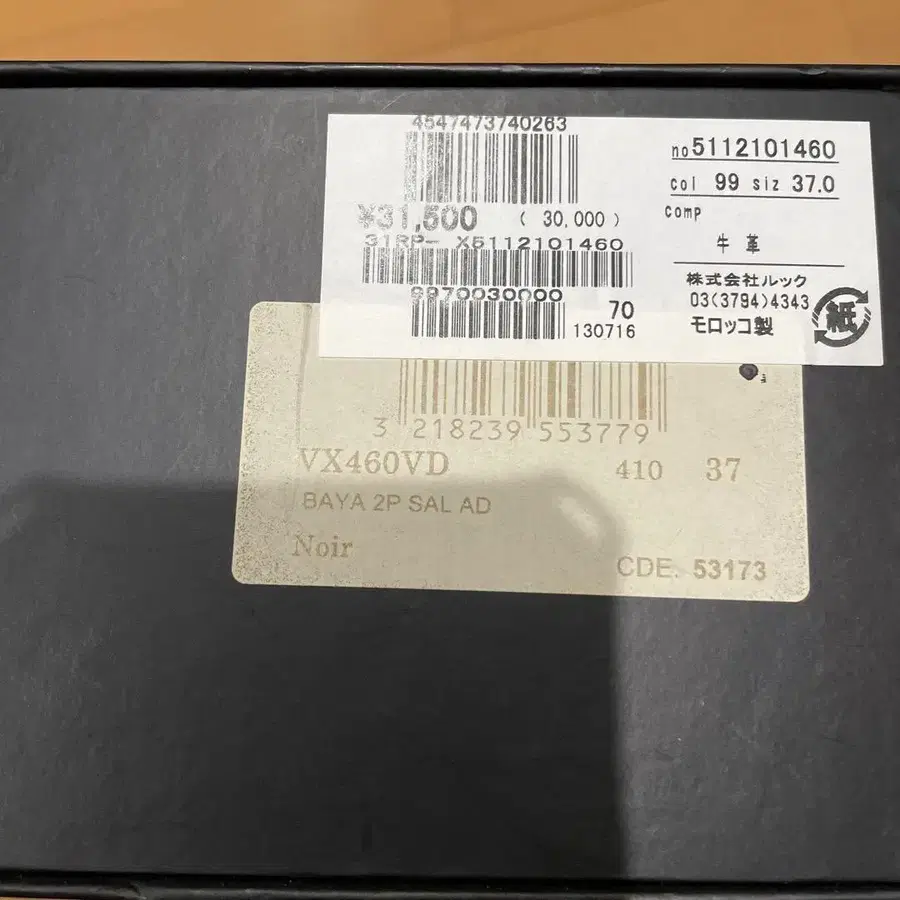 4547473740263
¥31,500 ( 30,000 )
31RP- X5112101460
9970030000
70
130716
no5112101460
col 99 siz 37.0
comp
牛 革
株式会社ルック
03(3794)4343
モロッコ製
紙
3 218239 553779
VX460VD 410 37
BAYA 2P SAL AD
Noir
CDE. 53173